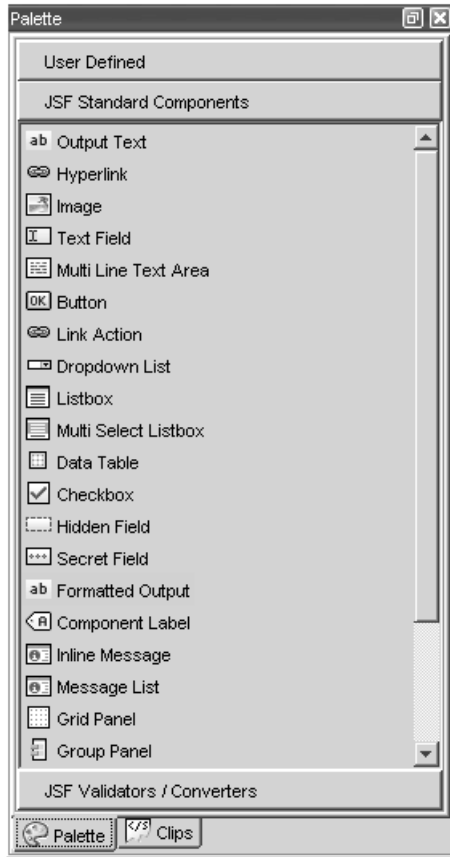 Palette
User Defined
JSF Standard Components
ab Output Text
Hyperlink
Image
Text Field
Multi Line Text Area
OK Button
Link Action
Dropdown List
Listbox
Multi Select Listbox
Data Table
Checkbox
Hidden Field
*** Secret Field
ab Formatted Output
A Component Label
Inline Message
Message List
Grid Panel
Group Panel
JSF Validators / Converters
Palette </> Clips